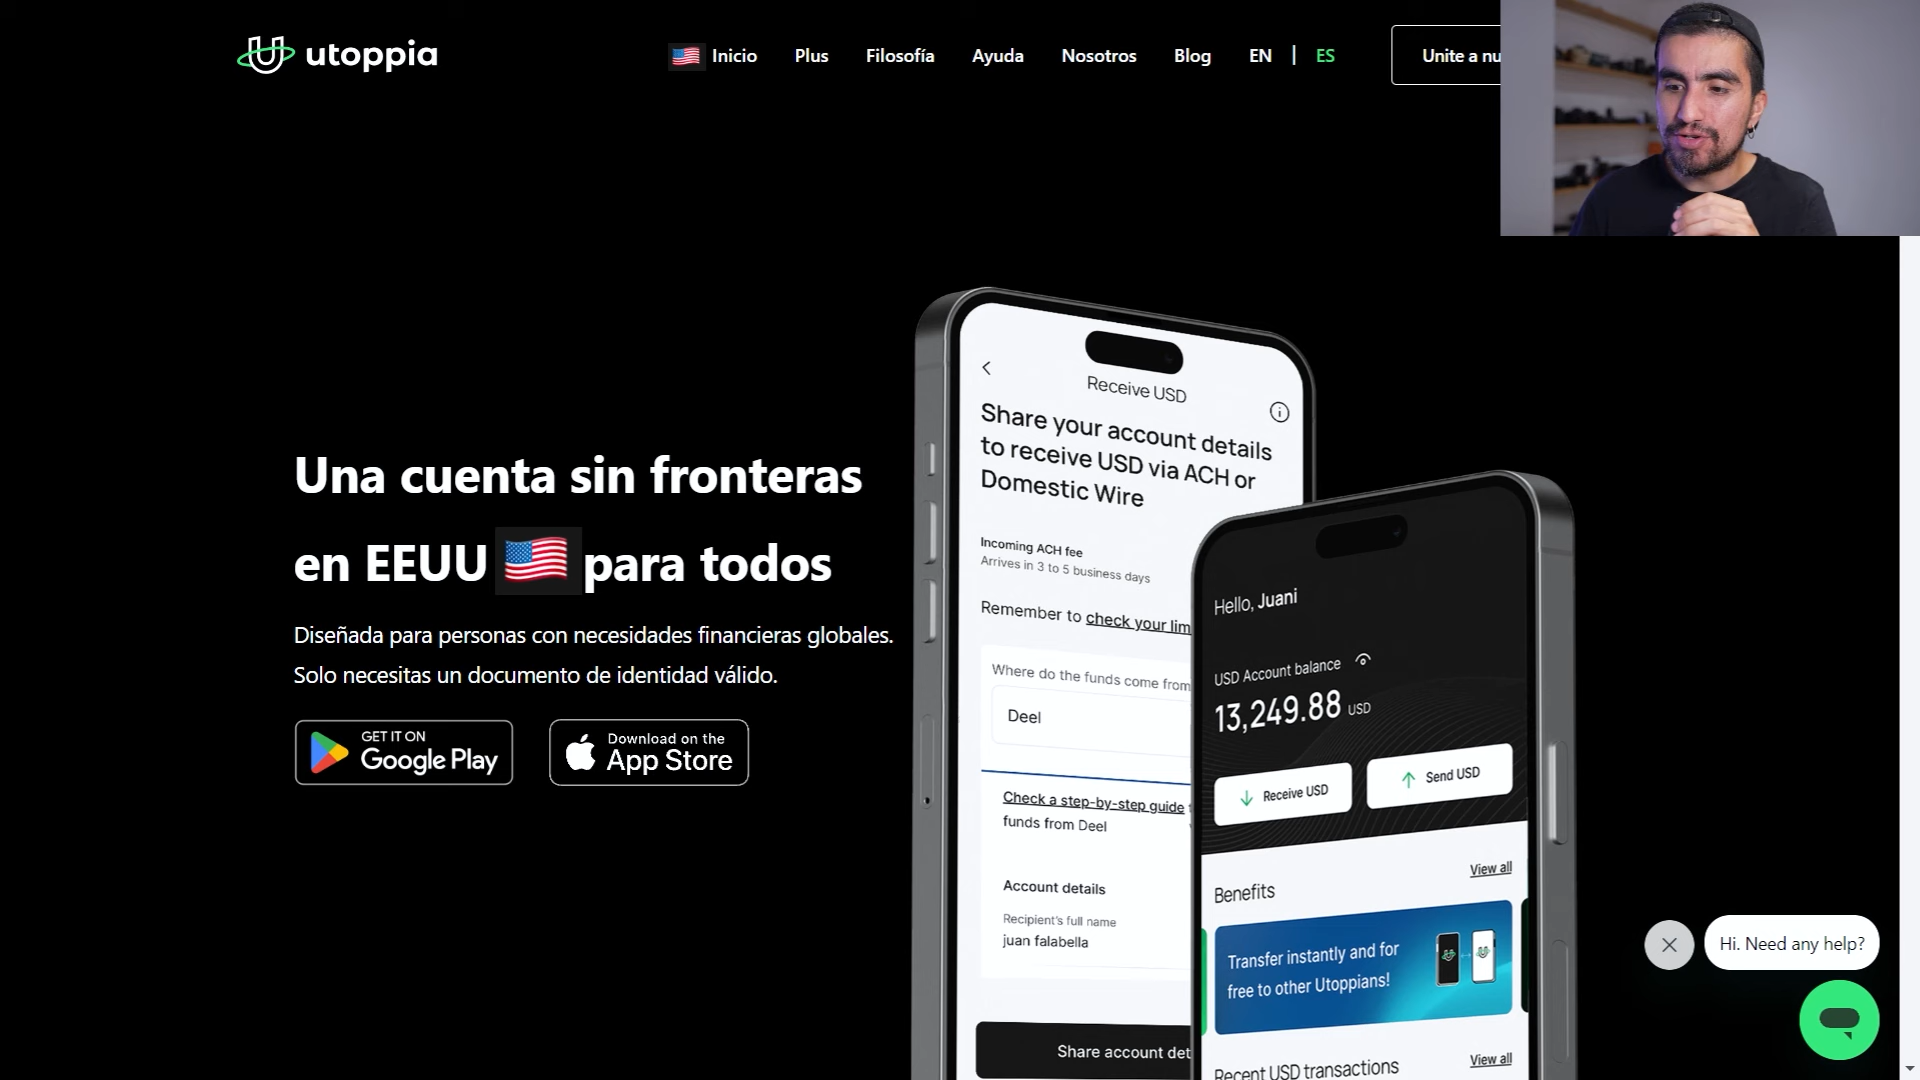 utoppia
Inicio
Plus
Filosofía
Ayuda
Nosotros
Blog
EN | ES
Unite a nu
Una cuenta sin fronteras
en EEUU 🇺🇸 para todos
Diseñada para personas con necesidades financieras globales.
Solo necesitas un documento de identidad válido.
GET IT ON
Google Play
Download on the
App Store
Receive USD
Share your account details
to receive USD via ACH or
Domestic Wire
Incoming ACH fee
Arrives in 3 to 5 business days
Remember to check your lim
Where do the funds come from
Deel
Check a step-by-step guide
funds from Deel
Account details
Recipient's full name
juan falabella
Share account det
Hello, Juani
USD Account balance
13,249.88 USD
Receive USD
Send USD
Benefits
View all
Transfer instantly and for
free to other Utoppians!
Recent USD transactions
View all
Hi. Need any help?